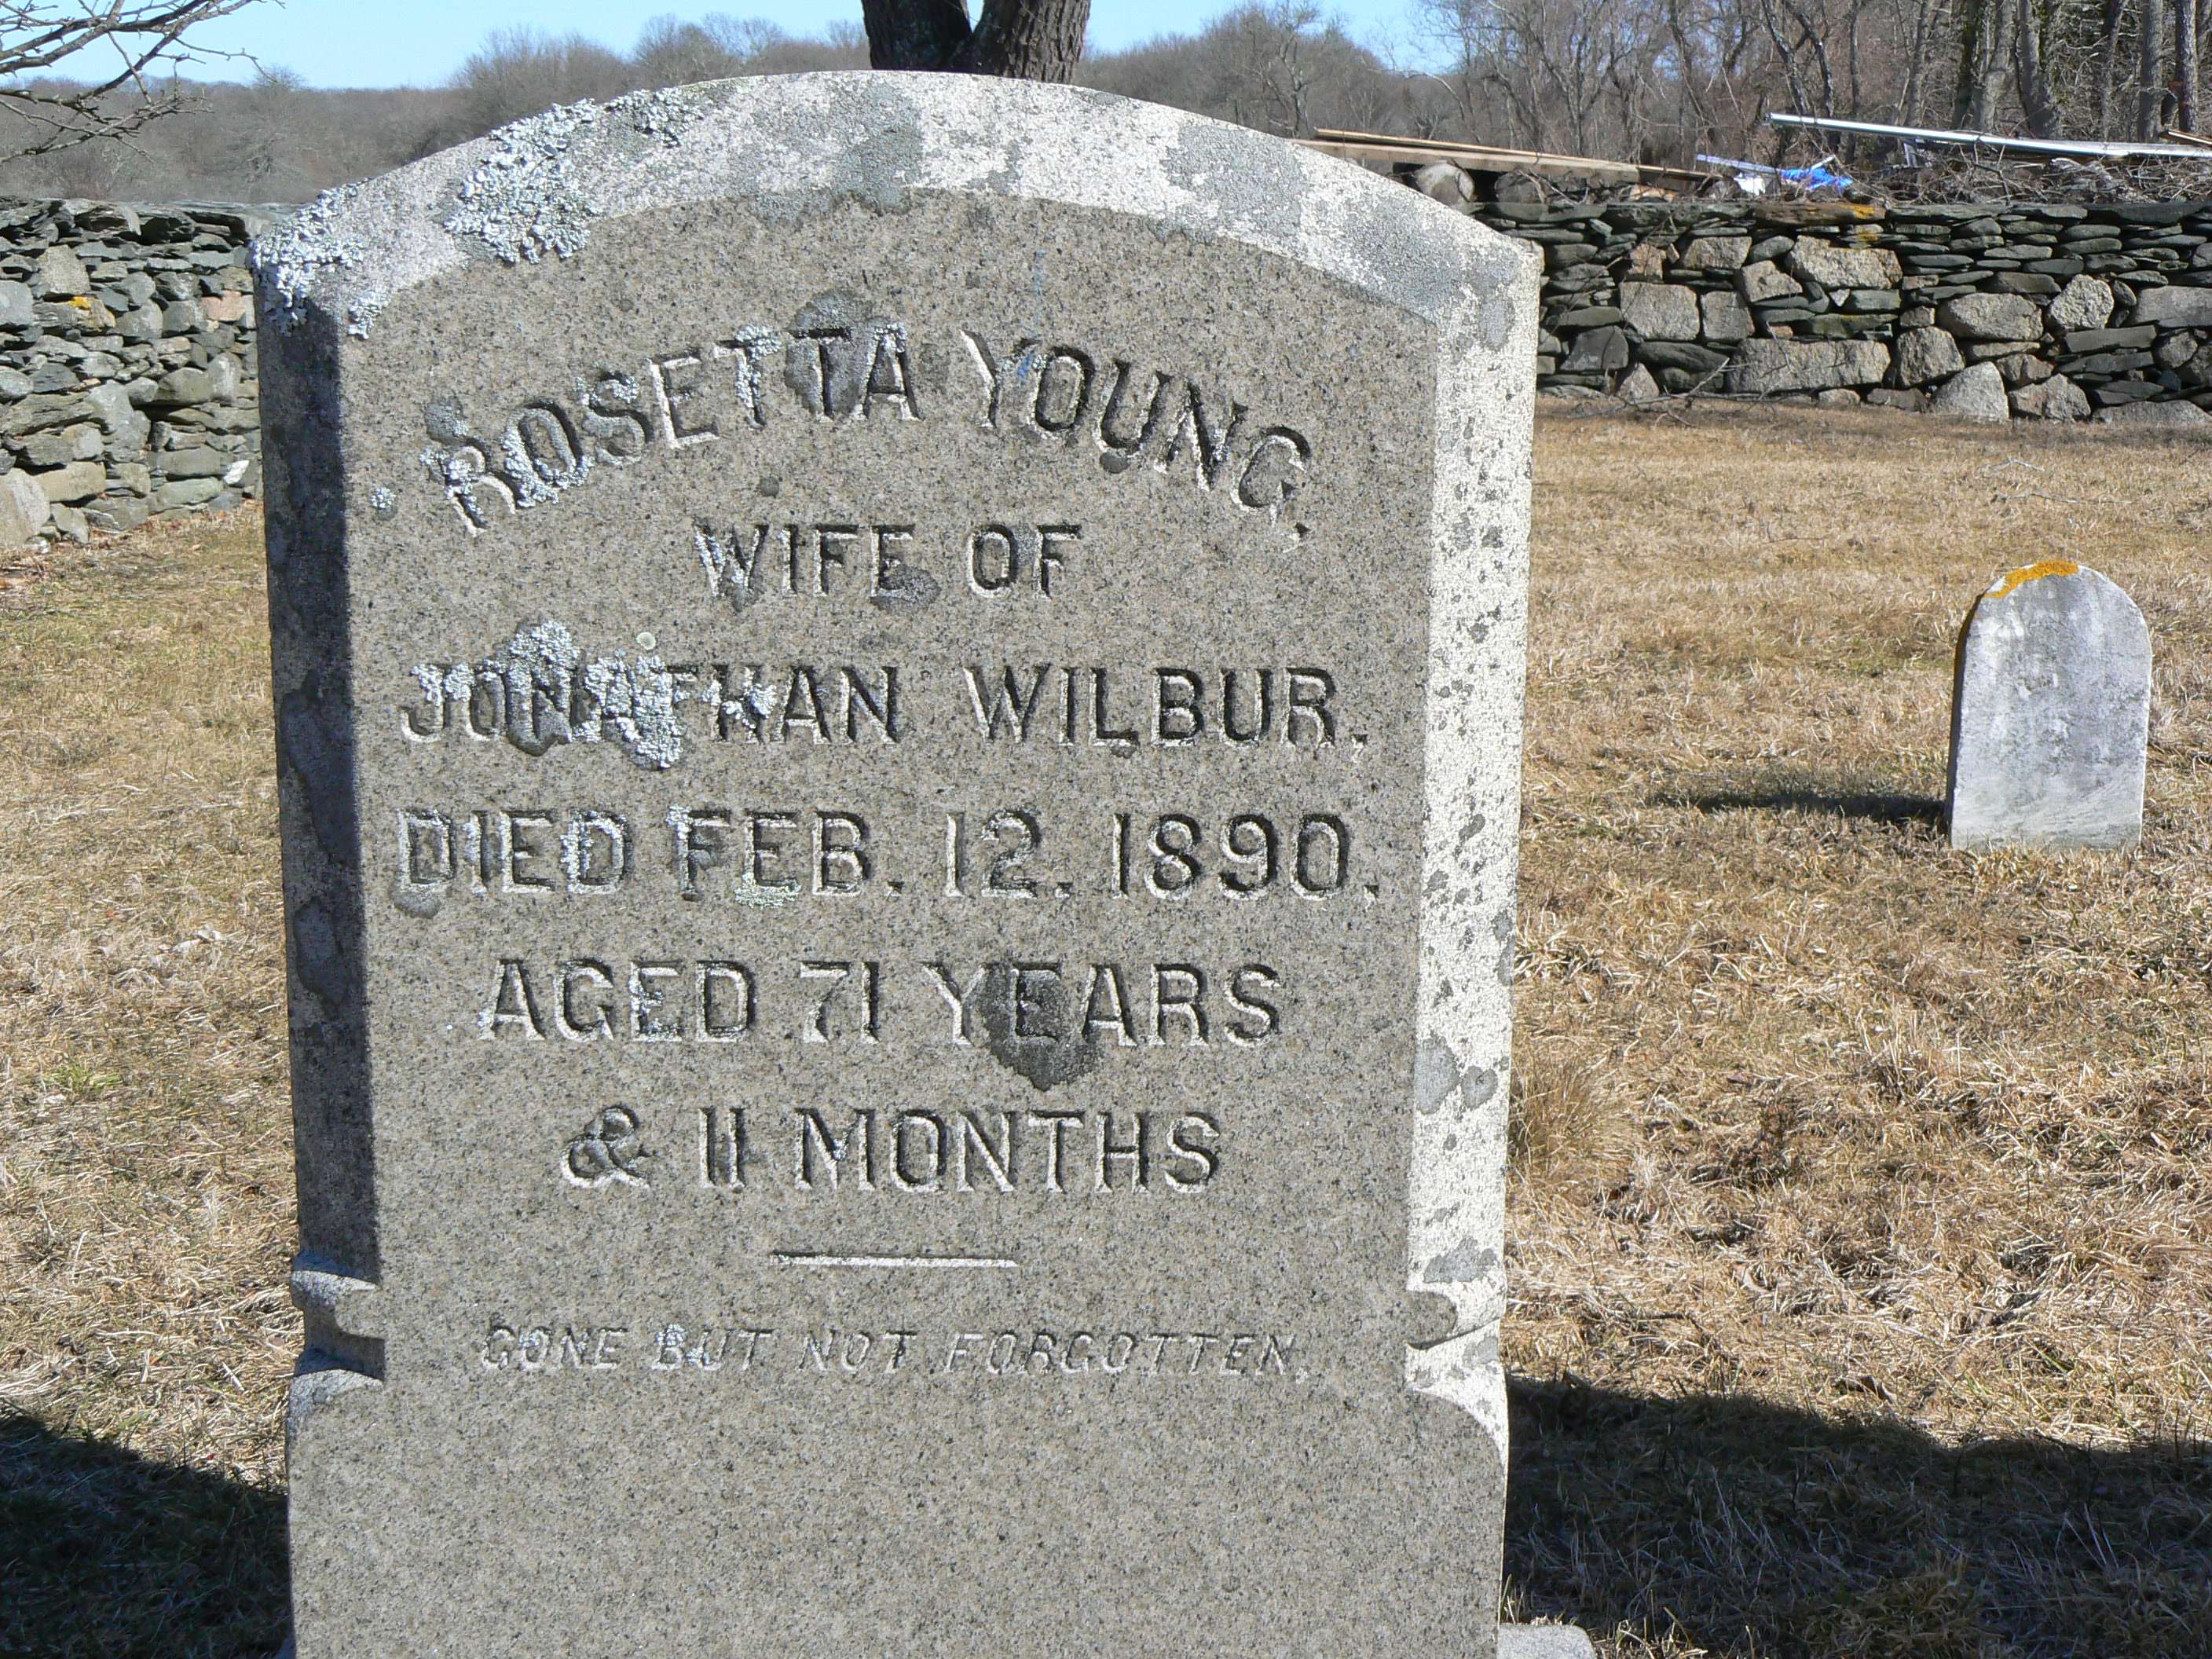 ROSETTA YOUNG,
WIFE OF
JONATHAN WILBUR,
DIED FEB. 12. 1890.
AGED 71 YEARS
& 11 MONTHS
GONE BUT NOT FORGOTTEN.